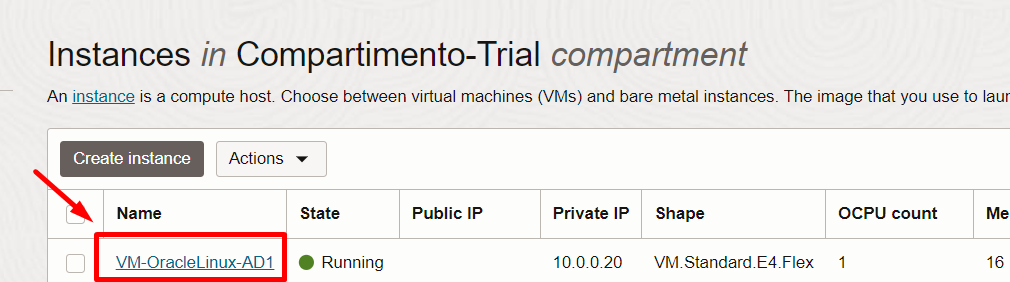 Instances in Compartimento-Trial compartment
An instance is a compute host. Choose between virtual machines (VMs) and bare metal instances. The image that you use to
Create instance Actions
Name State Public IP Private IP Shape OCPU count
VM-OracleLinux-AD1 Running 10.0.0.20 VM.Standard.E4.Flex 1 16